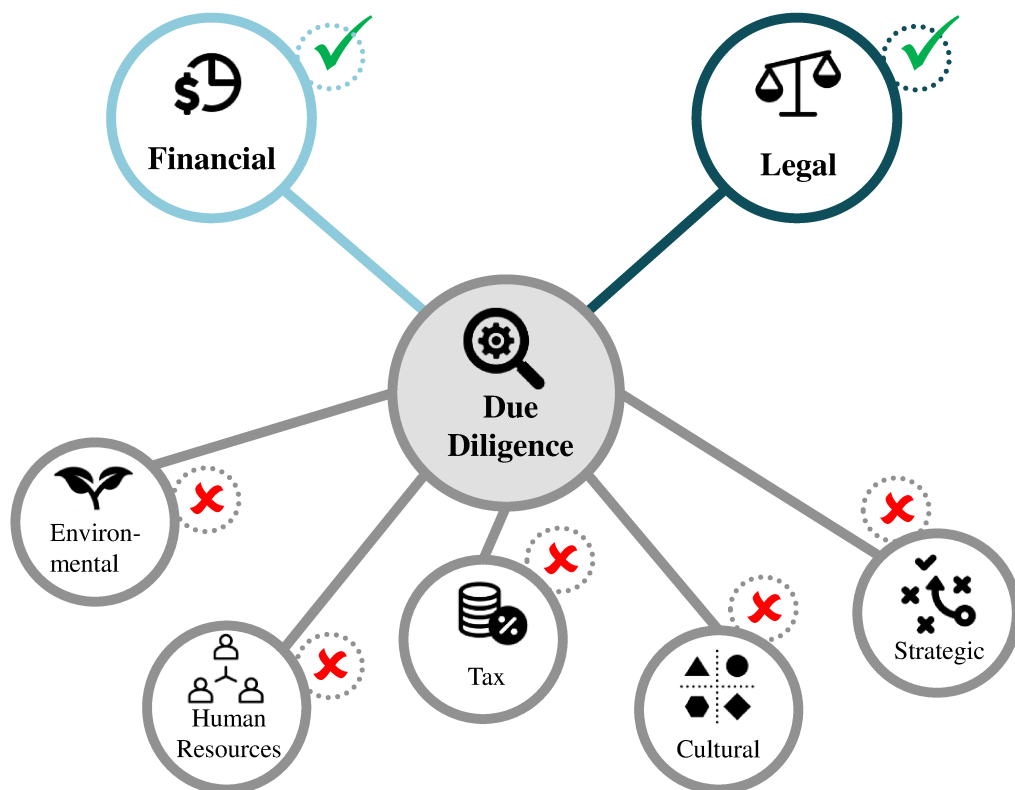 Financial
Legal
Due
Diligence
Environ-
mental
Human
Resources
Tax
Cultural
Strategic